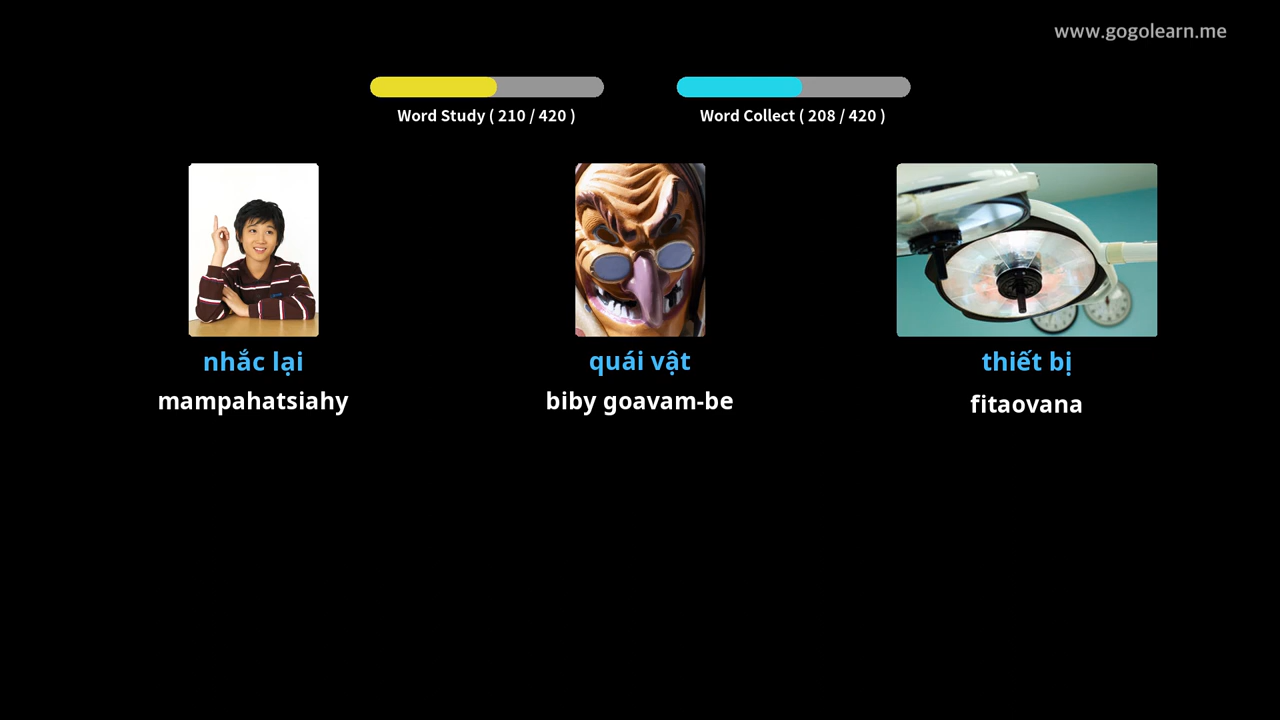 www.gogolearn.me
Word Study ( 210 / 420 )
Word Collect ( 208 / 420 )
nhắc lại
mampahatsiahy
quái vật
biby goavam-be
thiết bị
fitaovana